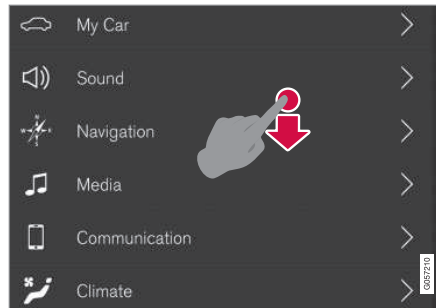 My Car
Sound
Navigation
Media
Communication
Climate
G057210